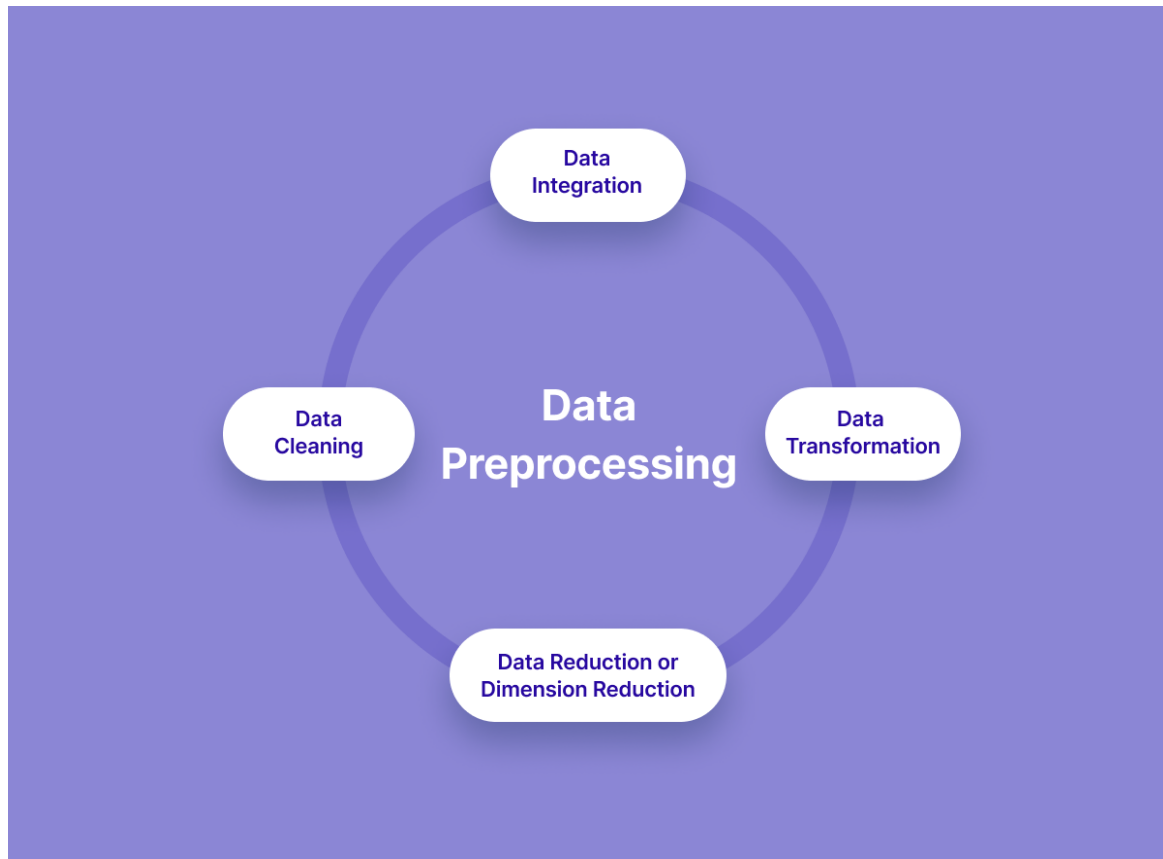 Data
Integration
Data
Cleaning
Data
Preprocessing
Data
Transformation
Data Reduction or
Dimension Reduction